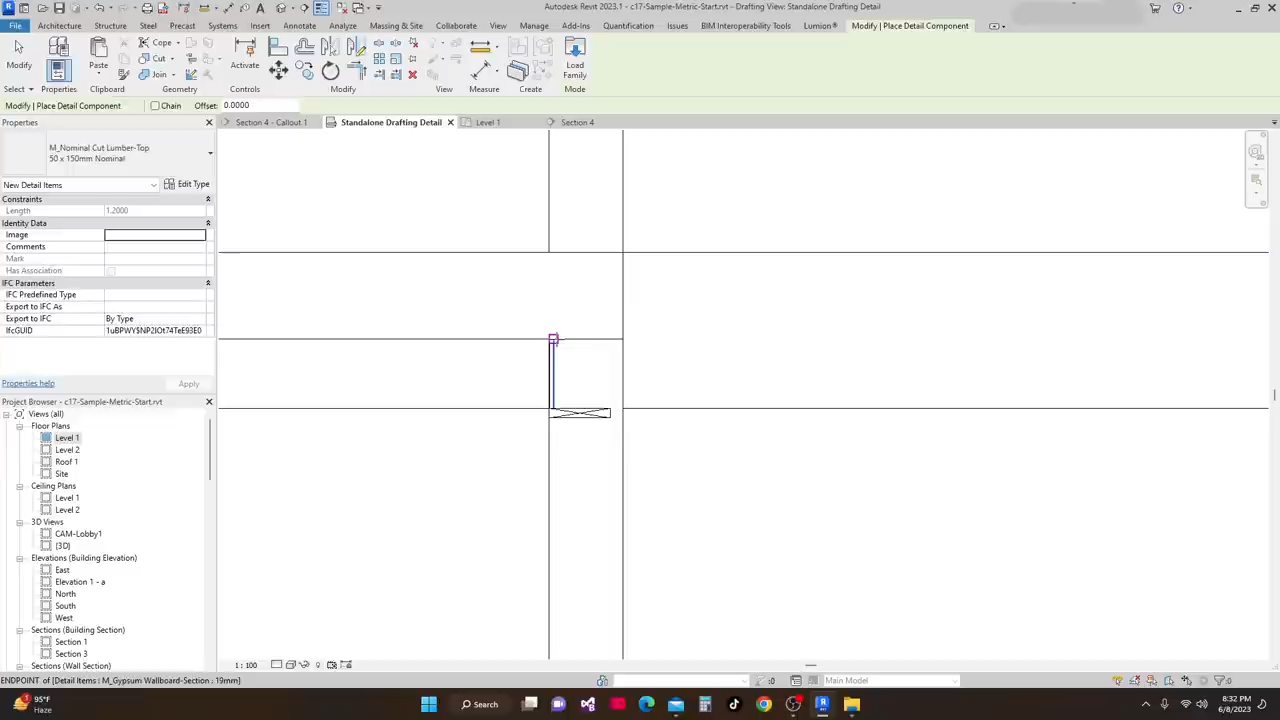 Autodesk Revit 2023.1 - c17-Sample-Metric-Start.rvt - Drafting View: Standalone Drafting Detail
File Architecture Structure Steel Precast Systems Insert Annotate Analyze Massing & Site Collaborate View Manage Add-Ins Quantification Issues BIM Interoperability Tools Lumion® Modify | Place Detail Component
Modify Paste Cope Cut Join Activate Load Family
Select Properties Clipboard Geometry Controls Modify View Measure Create Mode
Modify | Place Detail Component Chain Offset: 0.0000
Properties Section 4 - Callout 1 Standalone Drafting Detail Level 1 Section 4
M_Nominal Cut Lumber-Top
50 x 150mm Nominal
New Detail Items Edit Type
Constraints
Length 1.2000
Identity Data
Image
Comments
Mark
Has Association
IFC Parameters
IFC Predefined Type
Export to IFC As
Export to IFC By Type
IfcGUID 1uBPWY$NP2IOt74TeE93E0
Properties help Apply
Project Browser - c17-Sample-Metric-Start.rvt
Views (all)
Floor Plans
Level 1
Level 2
Roof 1
Site
Ceiling Plans
Level 1
Level 2
3D Views
CAM-Lobby1
{3D}
Elevations (Building Elevation)
East
Elevation 1 - a
North
South
West
Sections (Building Section)
Section 1
Section 3
Sections (Wall Section)
1 : 100
ENDPOINT of [Detail Items : M_Gypsum Wallboard-Section : 19mm] :0 Main Model :0
95°F
Haze
Search
8:32 PM
6/8/2023